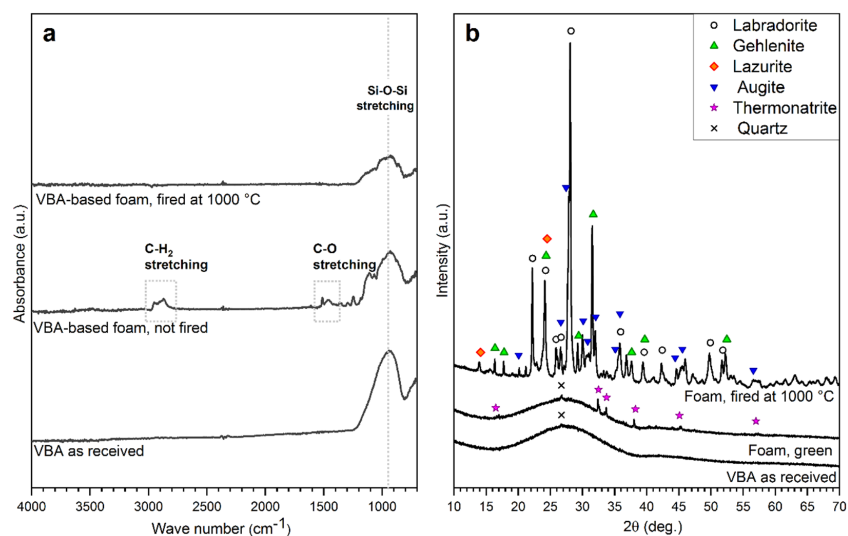 a
Si-O-Si
stretching
VBA-based foam, fired at 1000 °C
C-H2
stretching
C-O
stretching
VBA-based foam, not fired
VBA as received
Absorbance (a.u.)
4000 3000 2000 1000
Wave number (cm-1)
b
Labradorite
Gehlenite
Lazurite
Augite
Thermonatrite
Quartz
Intensity (a.u.)
Foam, fired at 1000 °C
Foam, green
VBA as received
10 15 20 25 30 35 40 45 50 55 60 65 70
2θ (deg.)